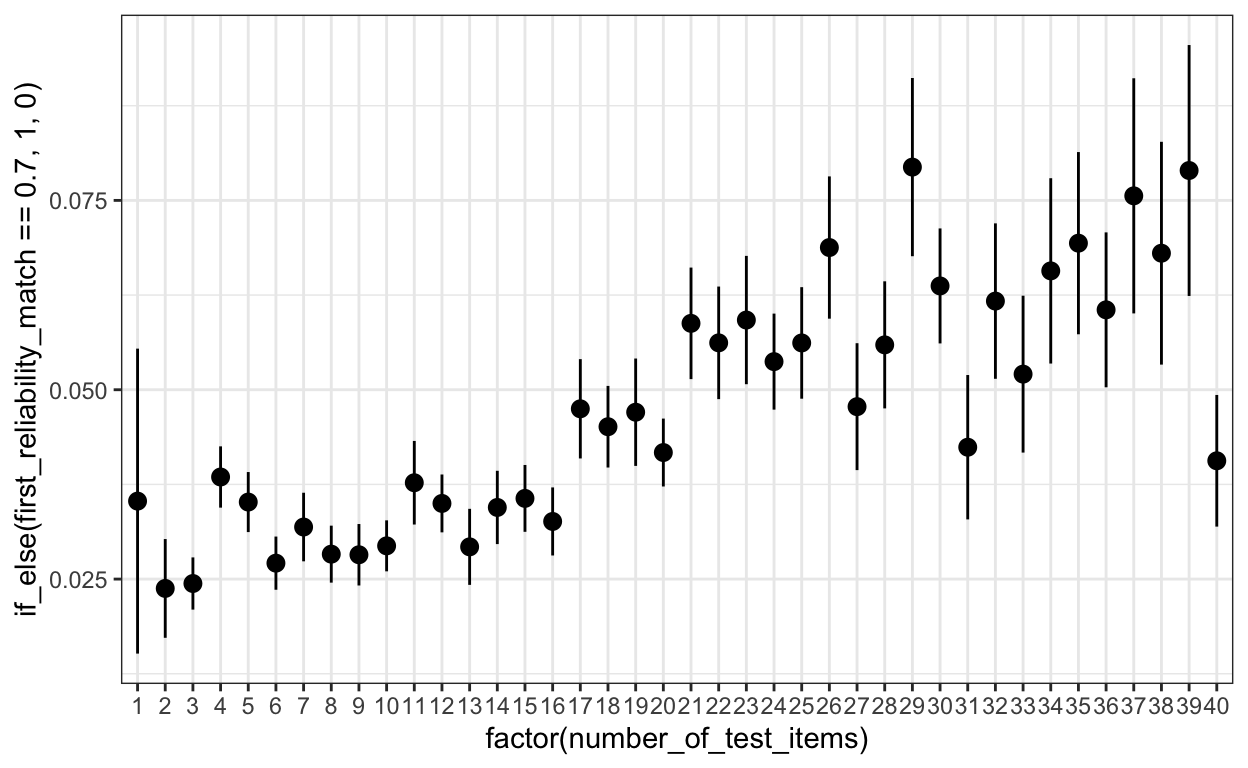 if_else(first_reliability_match == 0.7, 1, 0)
0.075
0.050
0.025
1 2 3 4 5 6 7 8 9 10 11 12 13 14 15 16 17 18 19 20 21 22 23 24 25 26 27 28 29 30 31 32 33 34 35 36 37 38 39 40
factor(number_of_test_items)